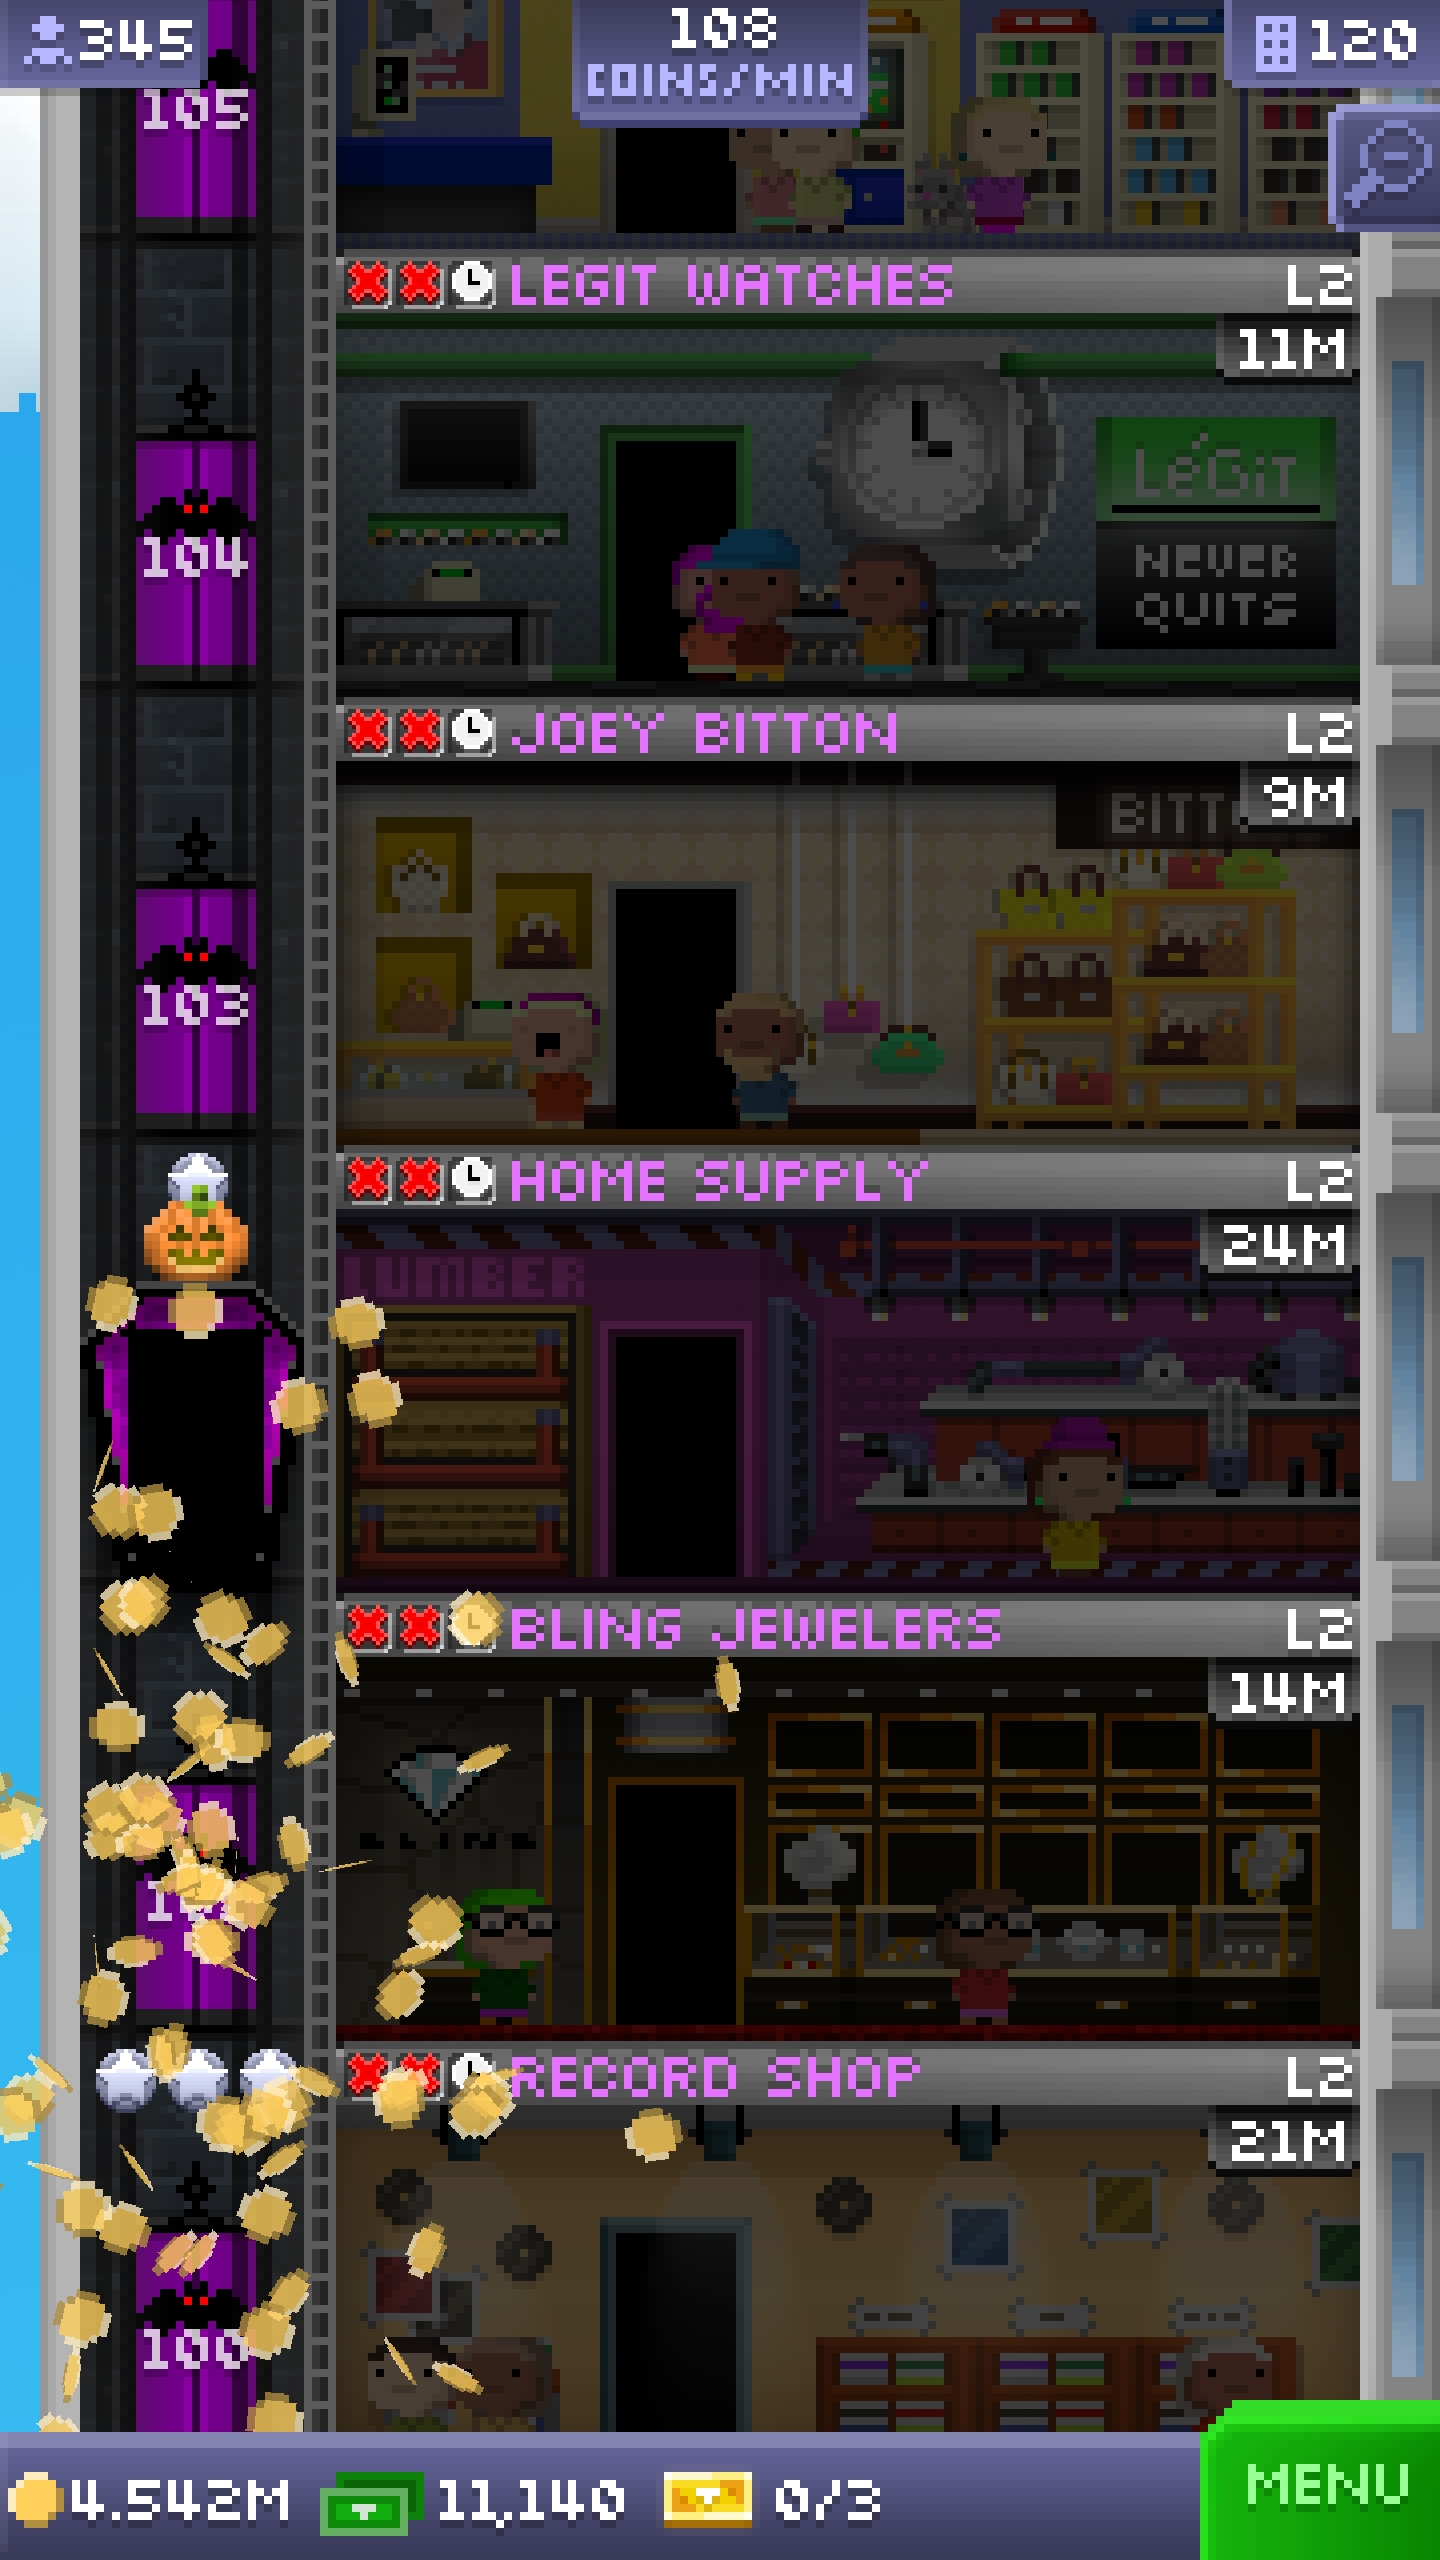 345
108
COINS/MIN
120
105
LEGIT WATCHES
L2
11M
LéGiT
NEVER
QUITS
104
JOEY BITTON
L2
9M
BITT
103
HOME SUPPLY
L2
24M
LUMBER
BLING JEWELERS
L2
14M
BLING
RECORD SHOP
L2
21M
100
4.542M
11,140
0/3
MENU